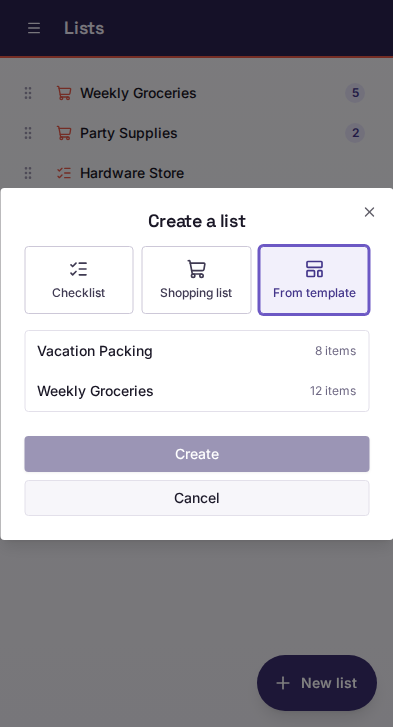 Lists
Weekly Groceries 5
Party Supplies 2
Hardware Store
Create a list
Checklist
Shopping list
From template
Vacation Packing 8 items
Weekly Groceries 12 items
Create
Cancel
New list